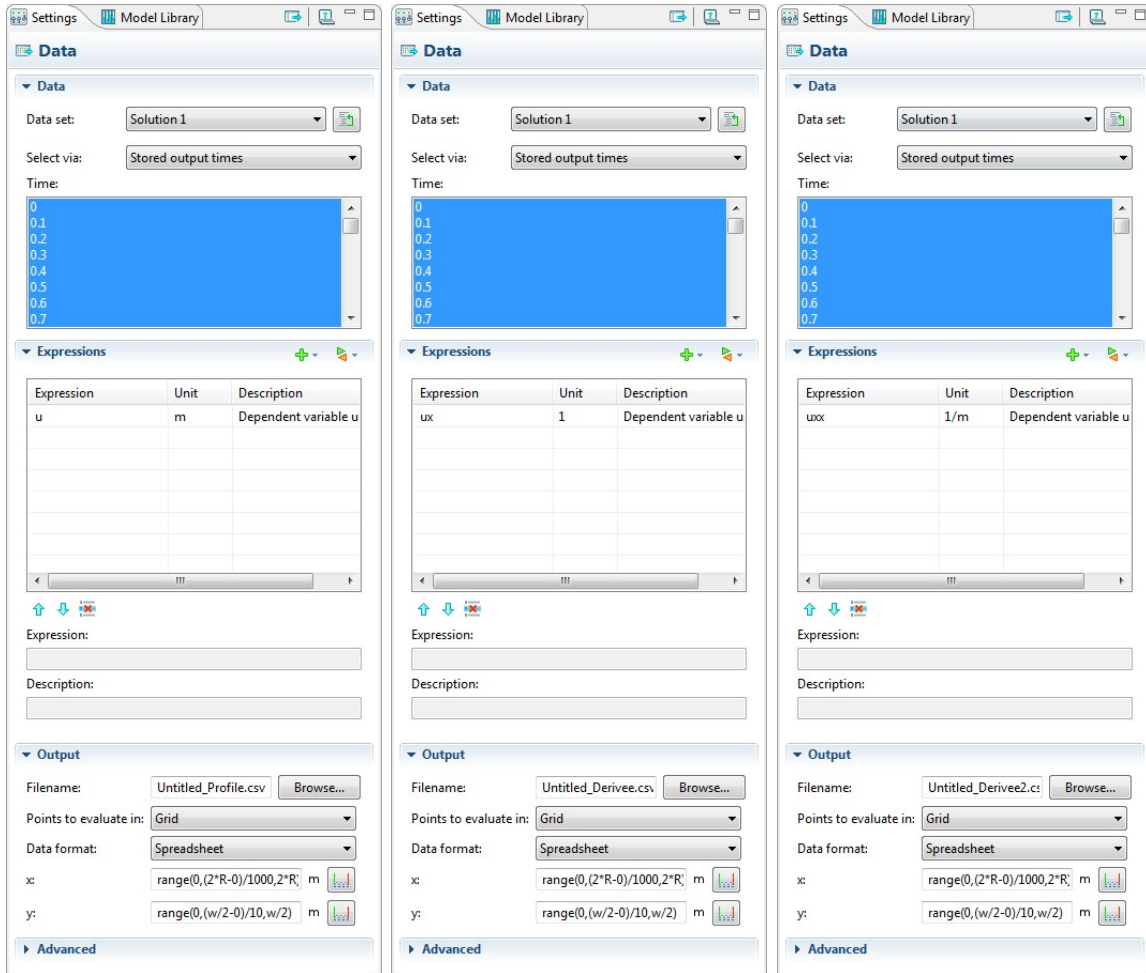 Settings Model Library
Data
Data
Data set: Solution 1
Select via: Stored output times
Time:
0
0.1
0.2
0.3
0.4
0.5
0.6
0.7
Expressions
Expression Unit Description
u m Dependent variable u
Expression:
Description:
Output
Filename: Untitled_Profile.csv Browse...
Points to evaluate in: Grid
Data format: Spreadsheet
x: range(0,(2*R-0)/1000,2*R) m
y: range(0,(w/2-0)/10,w/2) m
Advanced
Settings Model Library
Data
Data
Data set: Solution 1
Select via: Stored output times
Time:
0
0.1
0.2
0.3
0.4
0.5
0.6
0.7
Expressions
Expression Unit Description
ux 1 Dependent variable u
Expression:
Description:
Output
Filename: Untitled_Derivee.csv Browse...
Points to evaluate in: Grid
Data format: Spreadsheet
x: range(0,(2*R-0)/1000,2*R) m
y: range(0,(w/2-0)/10,w/2) m
Advanced
Settings Model Library
Data
Data
Data set: Solution 1
Select via: Stored output times
Time:
0
0.1
0.2
0.3
0.4
0.5
0.6
0.7
Expressions
Expression Unit Description
uxx 1/m Dependent variable u
Expression:
Description:
Output
Filename: Untitled_Derivee2.cs Browse...
Points to evaluate in: Grid
Data format: Spreadsheet
x: range(0,(2*R-0)/1000,2*R) m
y: range(0,(w/2-0)/10,w/2) m
Advanced